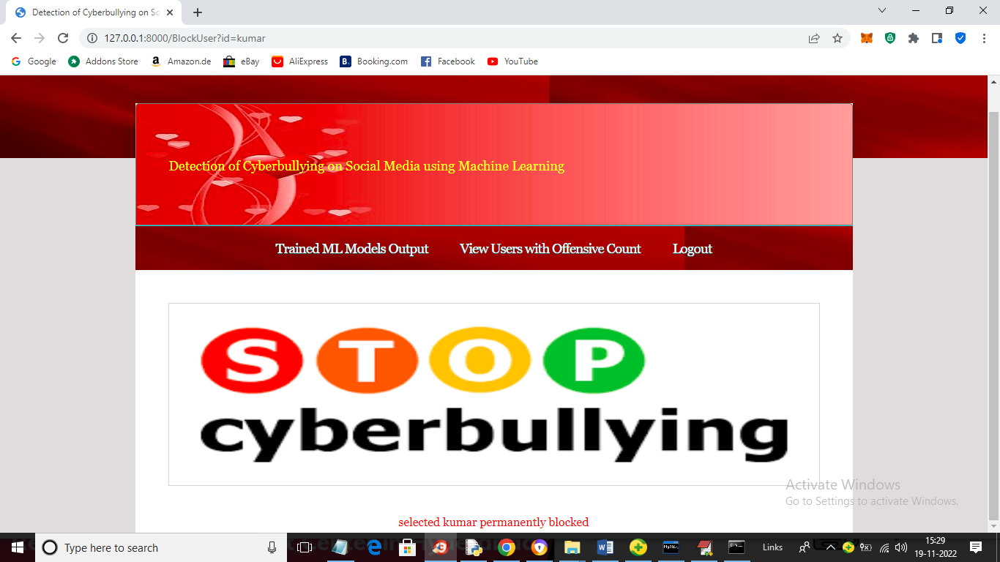 Detection of Cyberbullying on So
127.0.0.1:8000/BlockUser?id=kumar
Google Addons Store Amazon.de eBay AliExpress Booking.com Facebook YouTube
Detection of Cyberbullying on Social Media using Machine Learning
Trained ML Models Output View Users with Offensive Count Logout
STOP
cyberbullying
Activate Windows
Go to Settings to activate Windows.
selected kumar permanently blocked
Type here to search
Links
15:29
19-11-2022